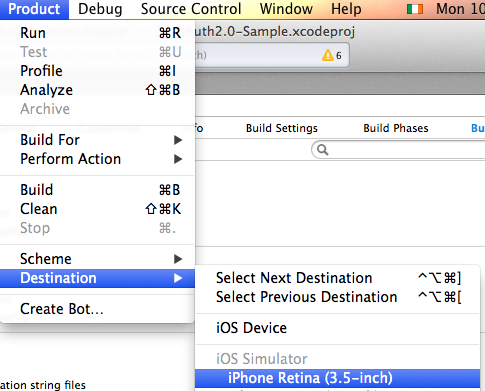 Product Debug Source Control Window Help Mon 10
uth2.0-Sample.xcodeproj
Run ⌘R
6
Test ⌘U
Profile ⌘I
Analyze ⇧⌘B
Archive
fo Build Settings Build Phases Bu
Build For ▶
Perform Action ▶
Build ⌘B
Clean ⇧⌘K
Stop ⌘.
Scheme ▶
Destination ▶
Select Next Destination ^⌥⌘]
Select Previous Destination ^⌥⌘[
Create Bot...
iOS Device
iOS Simulator
iPhone Retina (3.5-inch)
ation string files